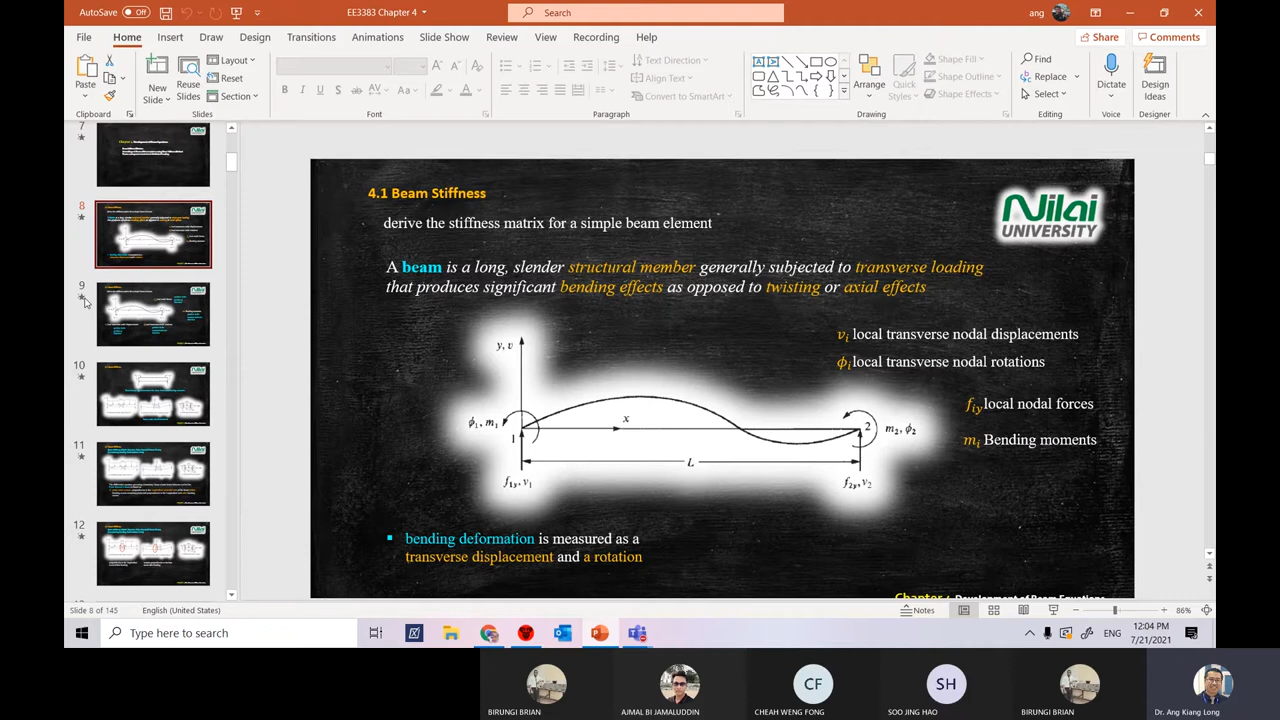 AutoSave
Off
EE3383 Chapter 4
Search
ang
File
Home
Insert
Draw
Design
Transitions
Animations
Slide Show
Review
View
Recording
Help
Share
Comments
Paste
New
Slide
Reuse
Slides
Layout
Reset
Section
B I U S ab AV Aa A
Text Direction
Align Text
Convert to SmartArt
Arrange
Quick
Styles
Shape Fill
Shape Outline
Shape Effects
Find
Replace
Select
Dictate
Design
Ideas
Clipboard
Slides
Font
Paragraph
Drawing
Editing
Voice
Designer
7
8
9
10
11
12
4.1 Beam Stiffness
Nilai
UNIVERSITY
derive the stiffness matrix for a simple beam element
A beam is a long, slender structural member generally subjected to transverse loading
that produces significant bending effects as opposed to twisting or axial effects
y, v
vi local transverse nodal displacements
ϕi local transverse nodal rotations
fiy local nodal forces
mi Bending moments
ϕ1, m1
x
1
2
m2, ϕ2
L
f1y, v1
f2y, v2
▪ bending deformation is measured as a
transverse displacement and a rotation
Slide 8 of 145
English (United States)
Notes
86%
Type here to search
ENG
12:04 PM
7/21/2021
BIRUNGI BRIAN
AJMAL BI JAMALUDDIN
CF
CHEAH WENG FONG
SH
SOO JING HAO
BIRUNGI BRIAN
Dr. Ang Kiang Long